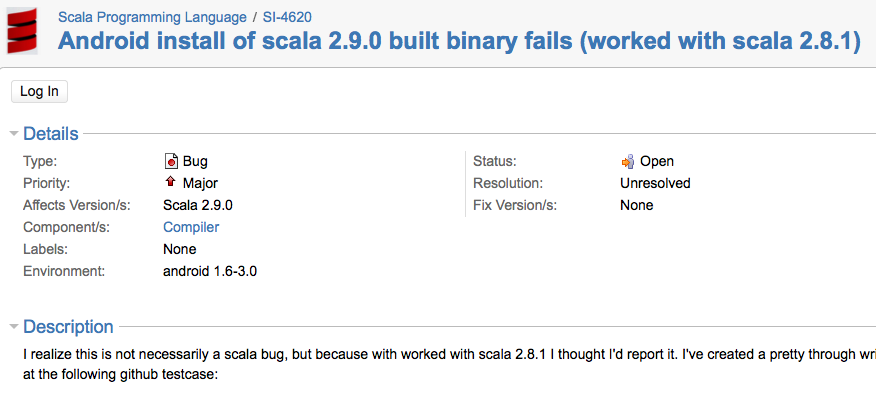 Scala Programming Language / SI-4620
Android install of scala 2.9.0 built binary fails (worked with scala 2.8.1)
Log In
Details
Type: Bug
Priority: Major
Affects Version/s: Scala 2.9.0
Component/s: Compiler
Labels: None
Environment: android 1.6-3.0
Status: Open
Resolution: Unresolved
Fix Version/s: None
Description
I realize this is not necessarily a scala bug, but because with worked with scala 2.8.1 I thought I'd report it. I've created a pretty through wri
at the following github testcase: